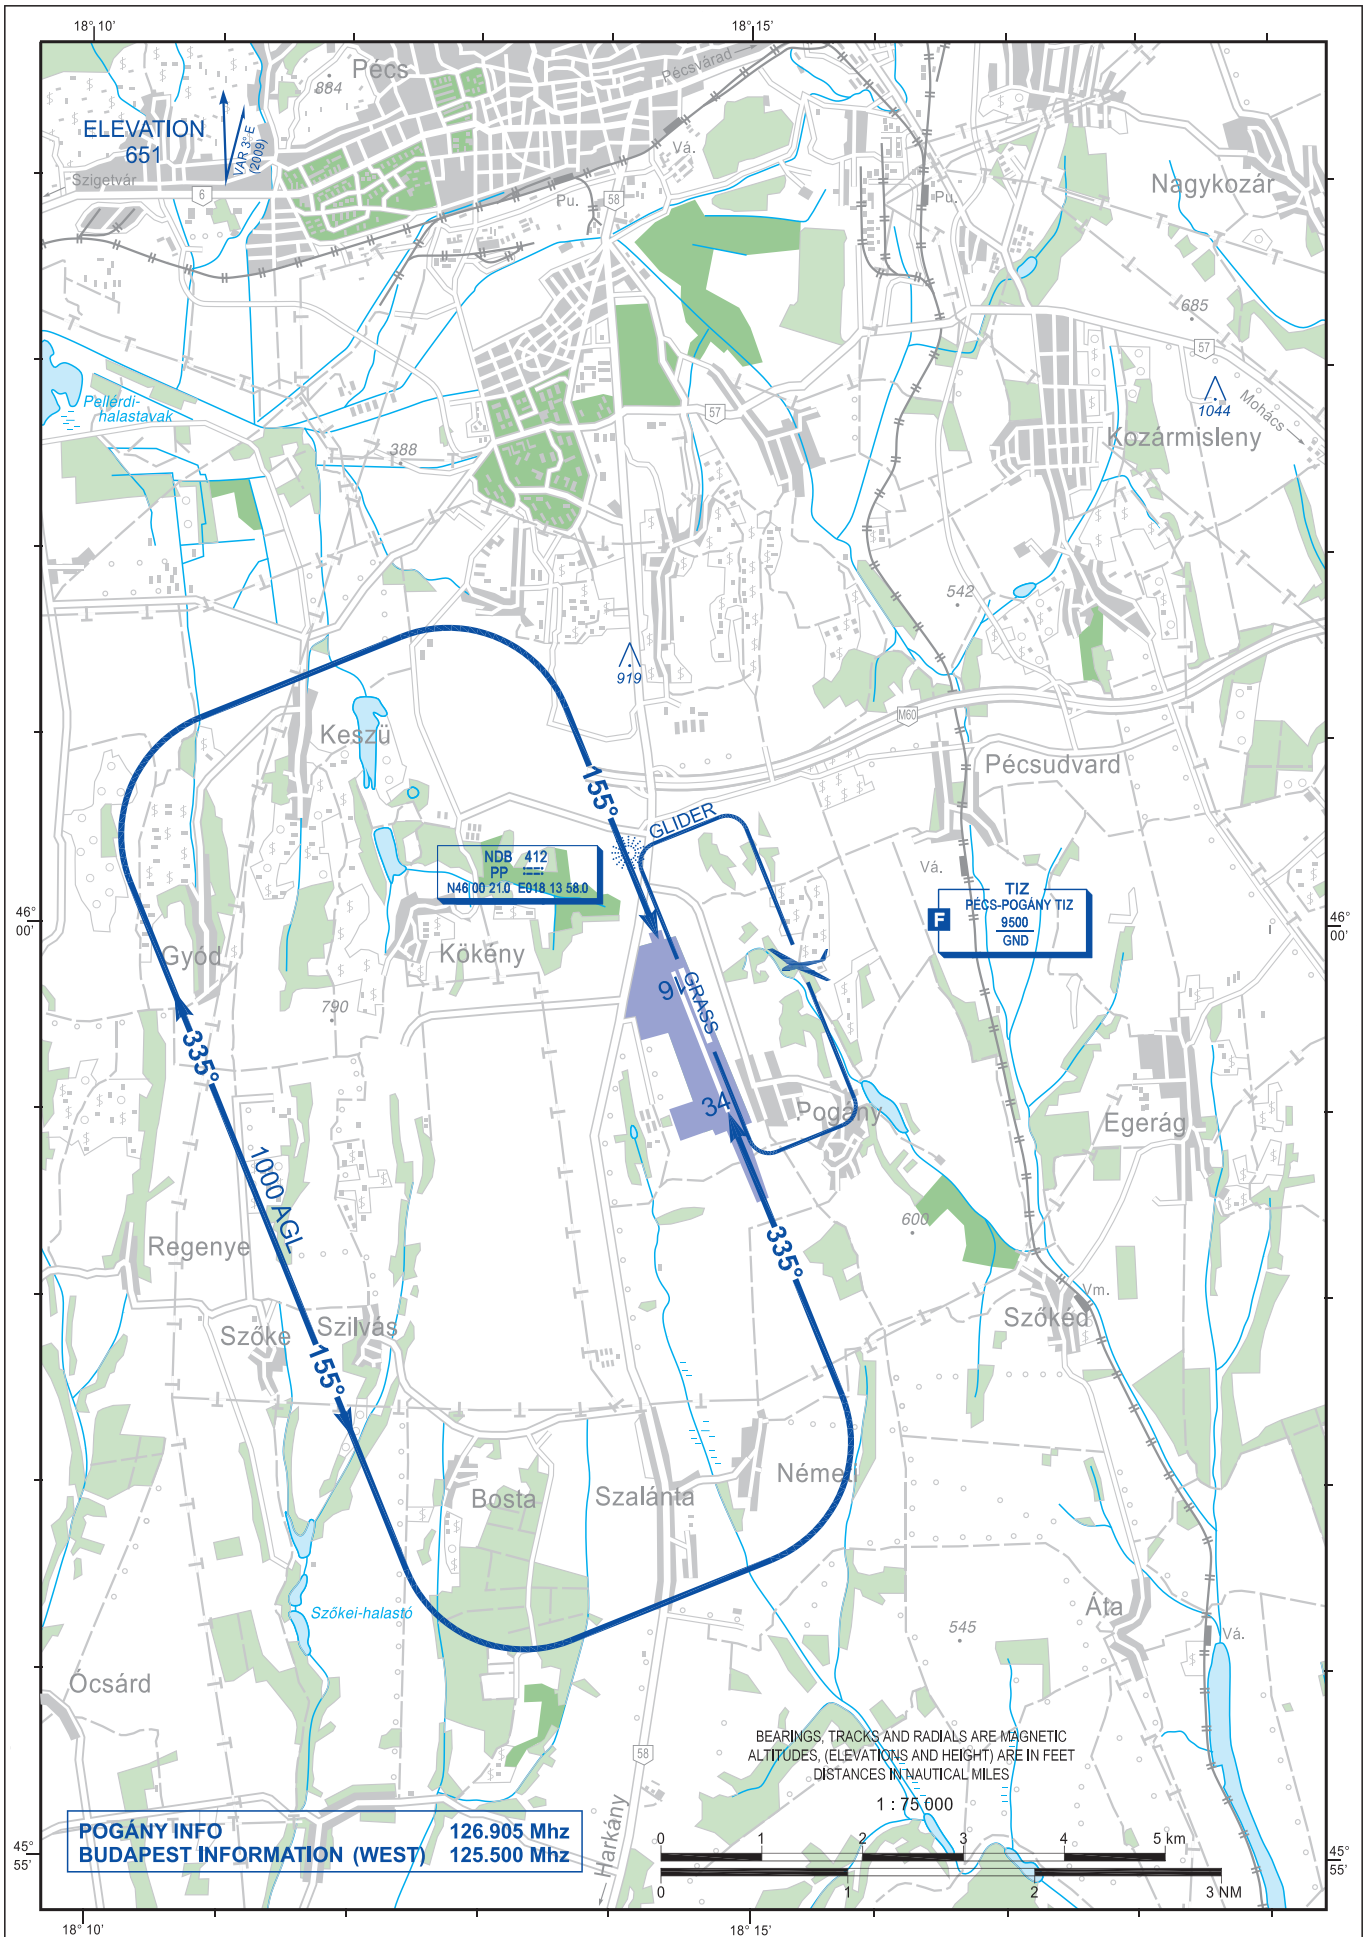 18° 10'
18° 15'
Pécs
884
Pécsvárad
ELEVATION
651
VAR 3° E
(2009)
Szigetvár
6
Vá.
Pu.
58
Pu.
Nagykozár
685
57
1044
Mohács
Pellérdi-
halastavak
57
Kozármisleny
388
542
919
M60
Keszü
Pécsudvard
155°
GLIDER
NDB 412
PP
N46 00 21.0 E018 13 58.0
Vá.
TIZ
PÉCS-POGÁNY TIZ
F
9500
GND
46°
00'
46°
00'
Gyód
Kökény
790
16
GRASS
335°
34
Pogány
Egerág
1000 AGL
600
Regenye
335°
Vm.
Szőke
Szilvás
Szőkéd
155°
Bosta
Szalánta
Németi
Szőkei-halastó
Áta
545
Vá.
Ócsárd
BEARINGS, TRACKS AND RADIALS ARE MAGNETIC
ALTITUDES, (ELEVATIONS AND HEIGHT) ARE IN FEET
DISTANCES IN NAUTICAL MILES
58
1 : 75 000
POGÁNY INFO 126.905 Mhz
BUDAPEST INFORMATION (WEST) 125.500 Mhz
Harkány
0 1 2 3 4 5 km
0 1 2 3 NM
45°
55'
45°
55'
18° 10'
18° 15'